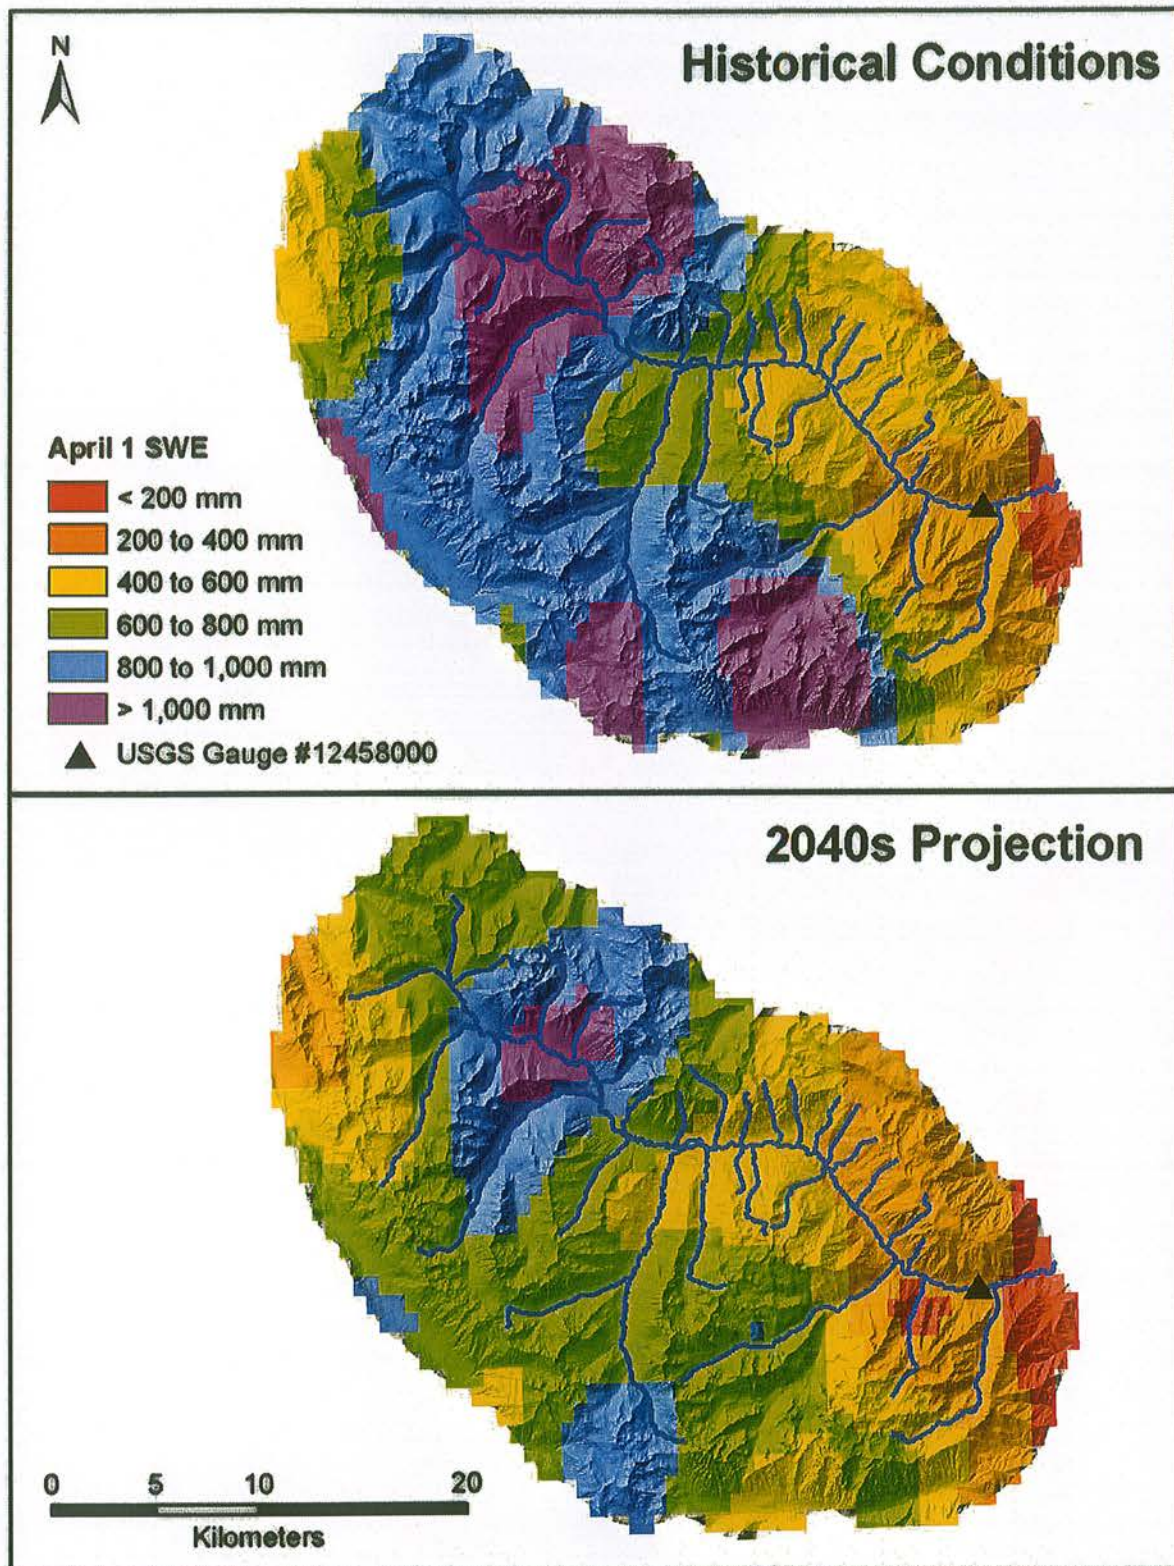 N
Historical Conditions
April 1 SWE
< 200 mm
200 to 400 mm
400 to 600 mm
600 to 800 mm
800 to 1,000 mm
> 1,000 mm
USGS Gauge #12458000
2040s Projection
0 5 10 20
Kilometers